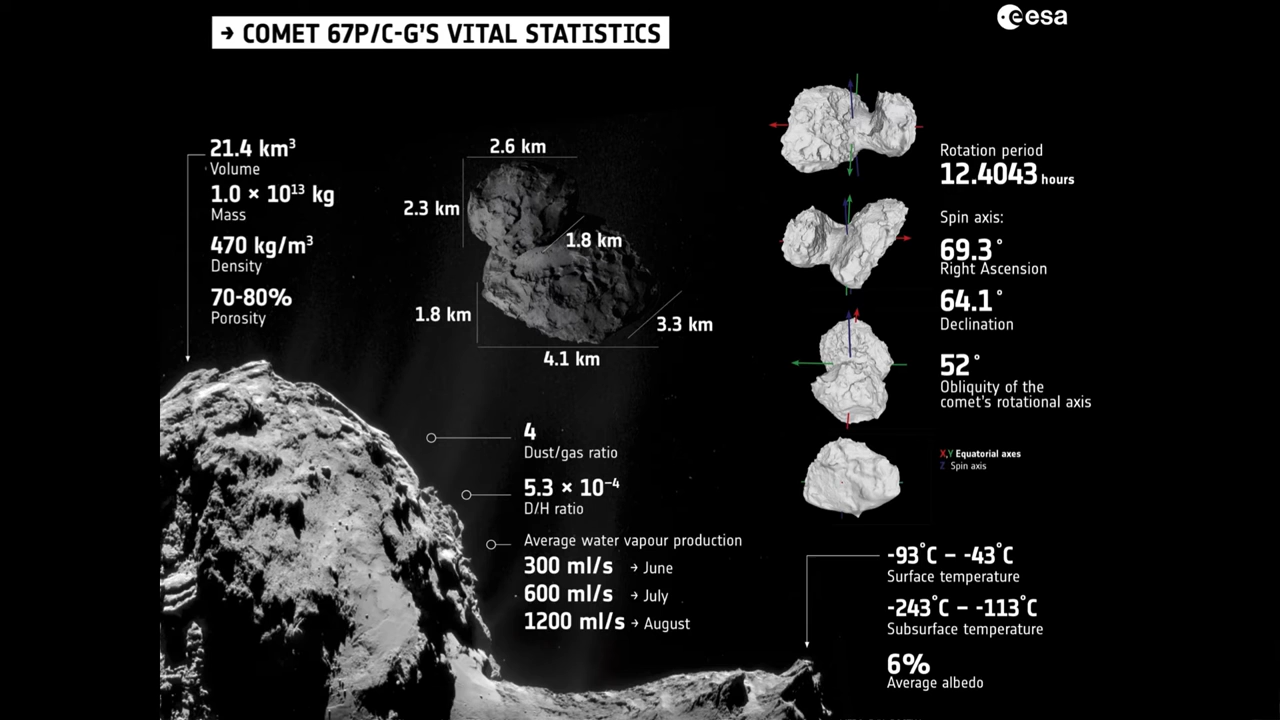 → COMET 67P/C-G'S VITAL STATISTICS
esa
21.4 km³
Volume
1.0 × 10¹³ kg
Mass
470 kg/m³
Density
70-80%
Porosity
2.6 km
2.3 km
1.8 km
1.8 km
3.3 km
4.1 km
4
Dust/gas ratio
5.3 × 10⁻⁴
D/H ratio
Average water vapour production
300 ml/s → June
600 ml/s → July
1200 ml/s → August
Rotation period
12.4043 hours
Spin axis:
69.3°
Right Ascension
64.1°
Declination
52°
Obliquity of the
comet's rotational axis
X,Y Equatorial axes
Z Spin axis
-93°C – -43°C
Surface temperature
-243°C – -113°C
Subsurface temperature
6%
Average albedo